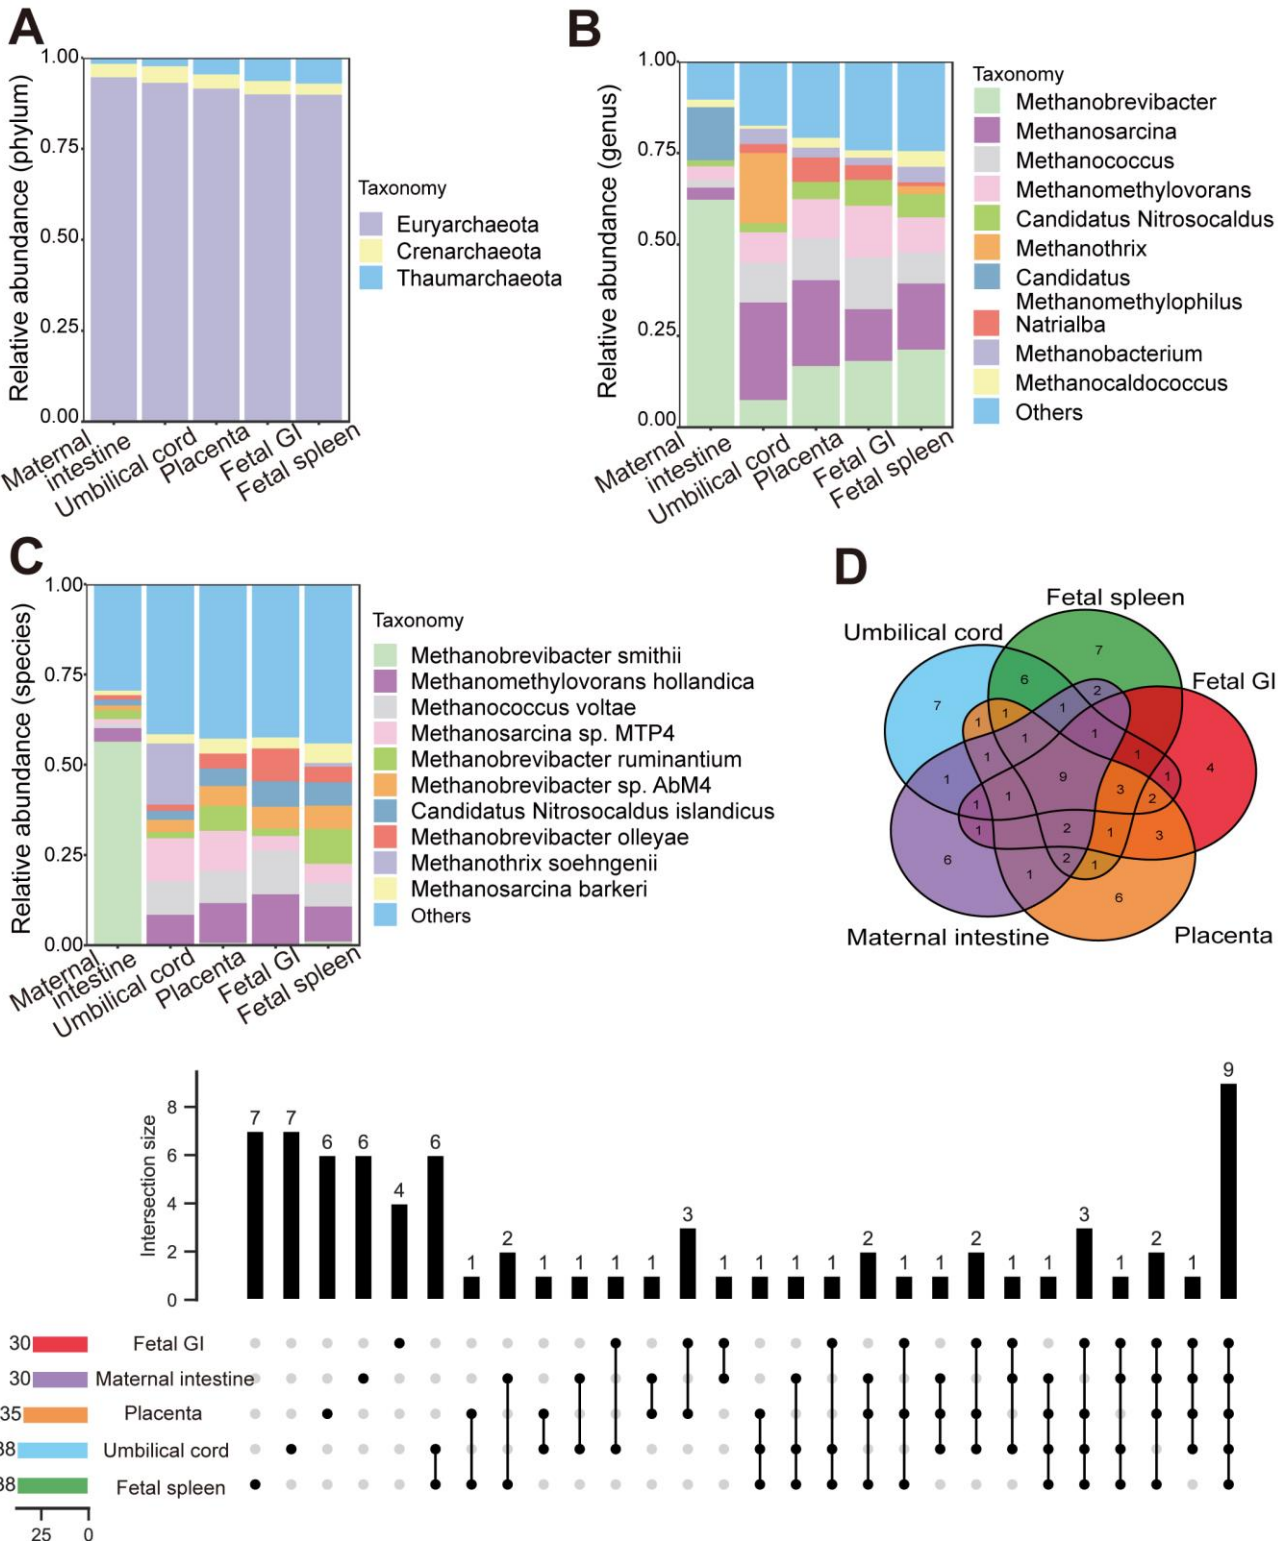 A
Relative abundance (phylum)
1.00
0.75
0.50
0.25
0.00
Maternal
intestine
Umbilical cord
Placenta
Fetal GI
Fetal spleen
Taxonomy
Euryarchaeota
Crenarchaeota
Thaumarchaeota
B
Relative abundance (genus)
1.00
0.75
0.50
0.25
0.00
Maternal
intestine
Umbilical cord
Placenta
Fetal GI
Fetal spleen
Taxonomy
Methanobrevibacter
Methanosarcina
Methanococcus
Methanomethylovorans
Candidatus Nitrosocaldus
Methanothrix
Candidatus
Methanomethylophilus
Natrialba
Methanobacterium
Methanocaldococcus
Others
C
Relative abundance (species)
1.00
0.75
0.50
0.25
0.00
Maternal
intestine
Umbilical cord
Placenta
Fetal GI
Fetal spleen
Taxonomy
Methanobrevibacter smithii
Methanomethylovorans hollandica
Methanococcus voltae
Methanosarcina sp. MTP4
Methanobrevibacter ruminantium
Methanobrevibacter sp. AbM4
Candidatus Nitrosocaldus islandicus
Methanobrevibacter olleyae
Methanothrix soehngenii
Methanosarcina barkeri
Others
D
Fetal spleen
Umbilical cord
Fetal GI
7
6 2
7 1
1 1
1 1
1 1 4
1 1 9 3 1
1 1 2
1 2 1 3
6 2 1
1
6
Maternal intestine
Placenta
Intersection size
8
6
4
2
0
7 7 6 6 4 6 1 2 1 1 1 1 3 1 1 1 1 2 1 1 2 1 1 3 1 2 1 9
30 Fetal GI
30 Maternal intestine
35 Placenta
38 Umbilical cord
38 Fetal spleen
25 0